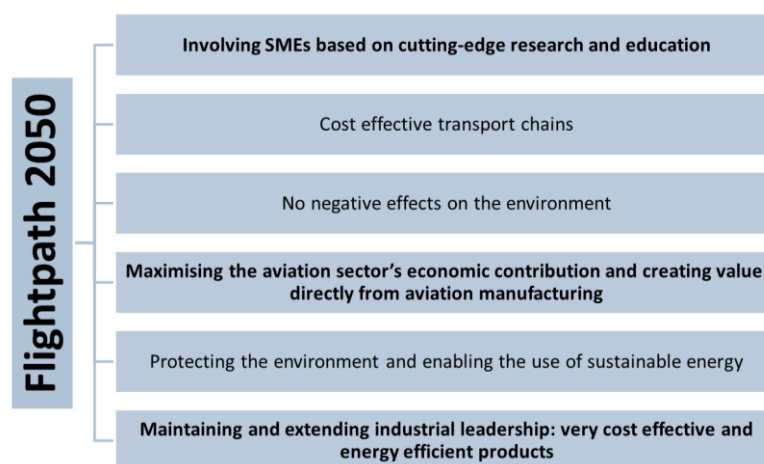 Flightpath 2050
Involving SMEs based on cutting-edge research and education
Cost effective transport chains
No negative effects on the environment
Maximising the aviation sector's economic contribution and creating value
directly from aviation manufacturing
Protecting the environment and enabling the use of sustainable energy
Maintaining and extending industrial leadership: very cost effective and
energy efficient products